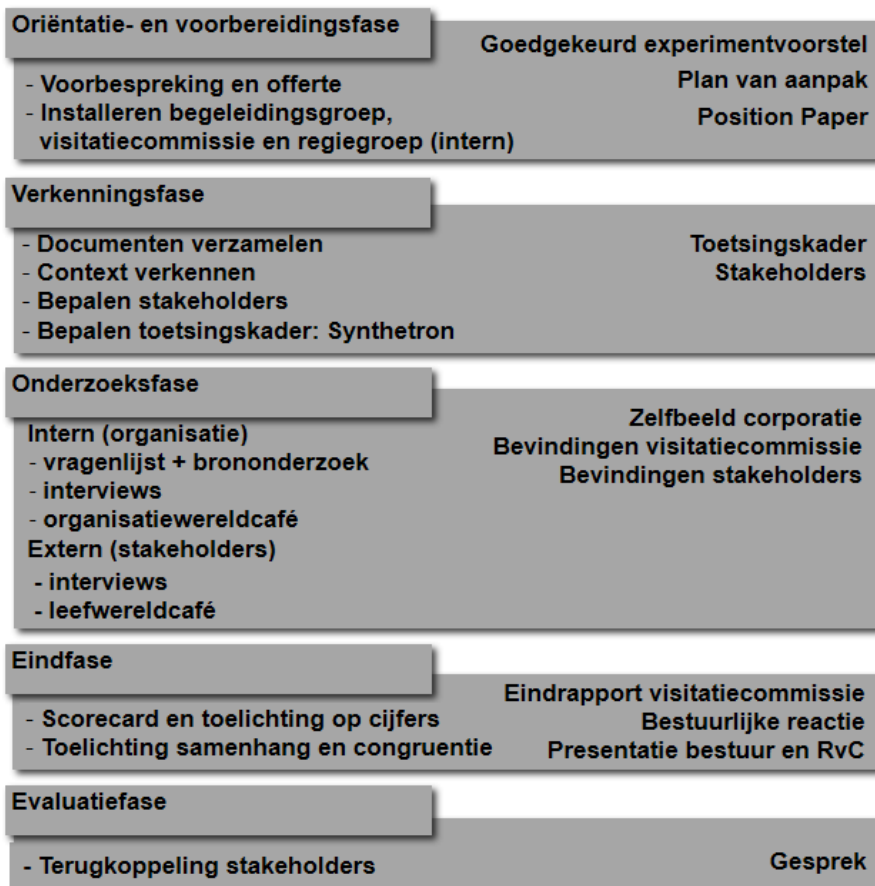 Oriëntatie- en voorbereidingsfase
- Voorbespreking en offerte
- Installeren begeleidingsgroep,
visitatiecommissie en regiegroep (intern)
Goedgekeurd experimentvoorstel
Plan van aanpak
Position Paper
Verkenningsfase
- Documenten verzamelen
- Context verkennen
- Bepalen stakeholders
- Bepalen toetsingskader: Synthetron
Toetsingskader
Stakeholders
Onderzoeksfase
Intern (organisatie)
- vragenlijst + brononderzoek
- interviews
- organisatiewereldcafé
Extern (stakeholders)
- interviews
- leefwereldcafé
Zelfbeeld corporatie
Bevindingen visitatiecommissie
Bevindingen stakeholders
Eindfase
- Scorecard en toelichting op cijfers
- Toelichting samenhang en congruentie
Eindrapport visitatiecommissie
Bestuurlijke reactie
Presentatie bestuur en RvC
Evaluatiefase
- Terugkoppeling stakeholders
Gesprek